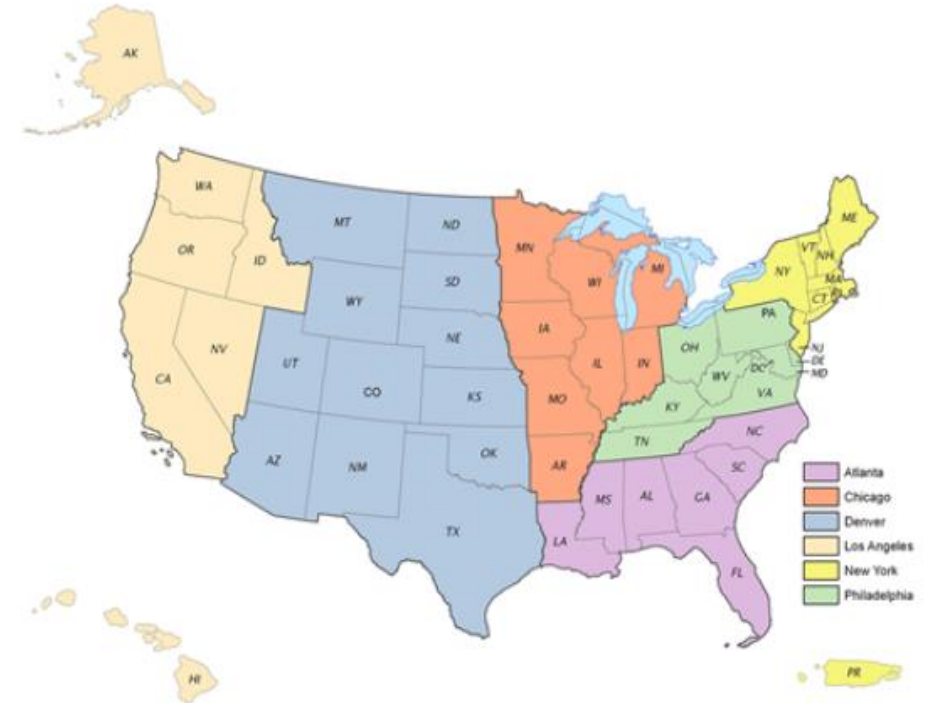 AK
WA
MT
ND
MN
ME
OR
ID
VT
NH
NY
MI
WI
SD
WY
MA
CT
RI
PA
IA
NE
NV
UT
CO
IL
IN
OH
NJ
DE
MD
DC
WV
VA
CA
KS
MO
KY
TN
NC
AZ
NM
OK
AR
SC
MS
AL
GA
TX
LA
FL
Atlanta
Chicago
Denver
Los Angeles
New York
Philadelphia
HI
PR